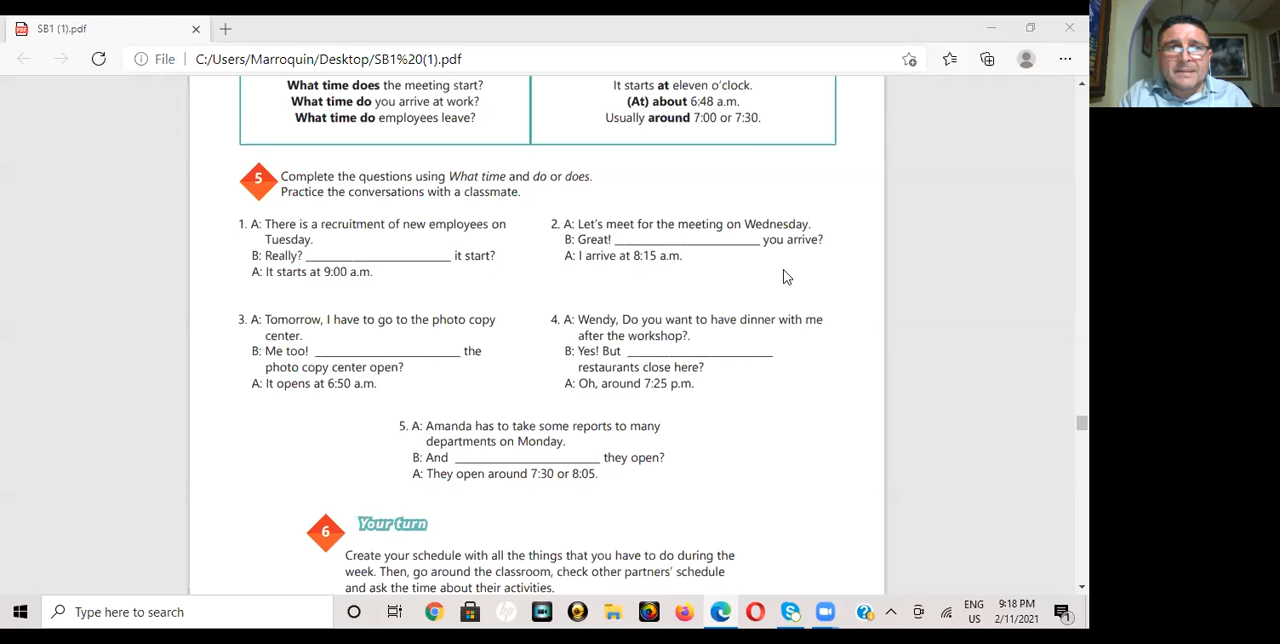 SB1 (1).pdf
File
C:/Users/Marroquin/Desktop/SB1%20(1).pdf
What time does the meeting start?
What time do you arrive at work?
What time do employees leave?
It starts at eleven o'clock.
(At) about 6:48 a.m.
Usually around 7:00 or 7:30.
5
Complete the questions using What time and do or does.
Practice the conversations with a classmate.
1. A: There is a recruitment of new employees on
Tuesday.
B: Really? ____________________ it start?
A: It starts at 9:00 a.m.
2. A: Let's meet for the meeting on Wednesday.
B: Great! ____________________ you arrive?
A: I arrive at 8:15 a.m.
3. A: Tomorrow, I have to go to the photo copy
center.
B: Me too! ____________________ the
photo copy center open?
A: It opens at 6:50 a.m.
4. A: Wendy, Do you want to have dinner with me
after the workshop?.
B: Yes! But ____________________
restaurants close here?
A: Oh, around 7:25 p.m.
5. A: Amanda has to take some reports to many
departments on Monday.
B: And ____________________ they open?
A: They open around 7:30 or 8:05.
6
Your turn
Create your schedule with all the things that you have to do during the
week. Then, go around the classroom, check other partners' schedule
and ask the time about their activities.
Type here to search
ENG
US
9:18 PM
2/11/2021